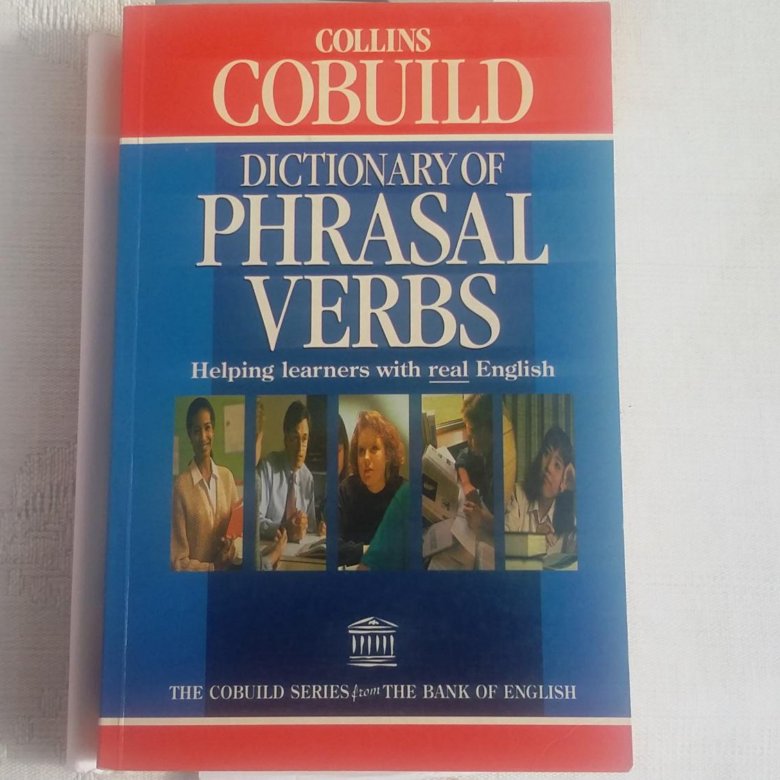 COLLINS
COBUILD
DICTIONARY OF
PHRASAL
VERBS
Helping learners with real English
THE COBUILD SERIES from THE BANK OF ENGLISH